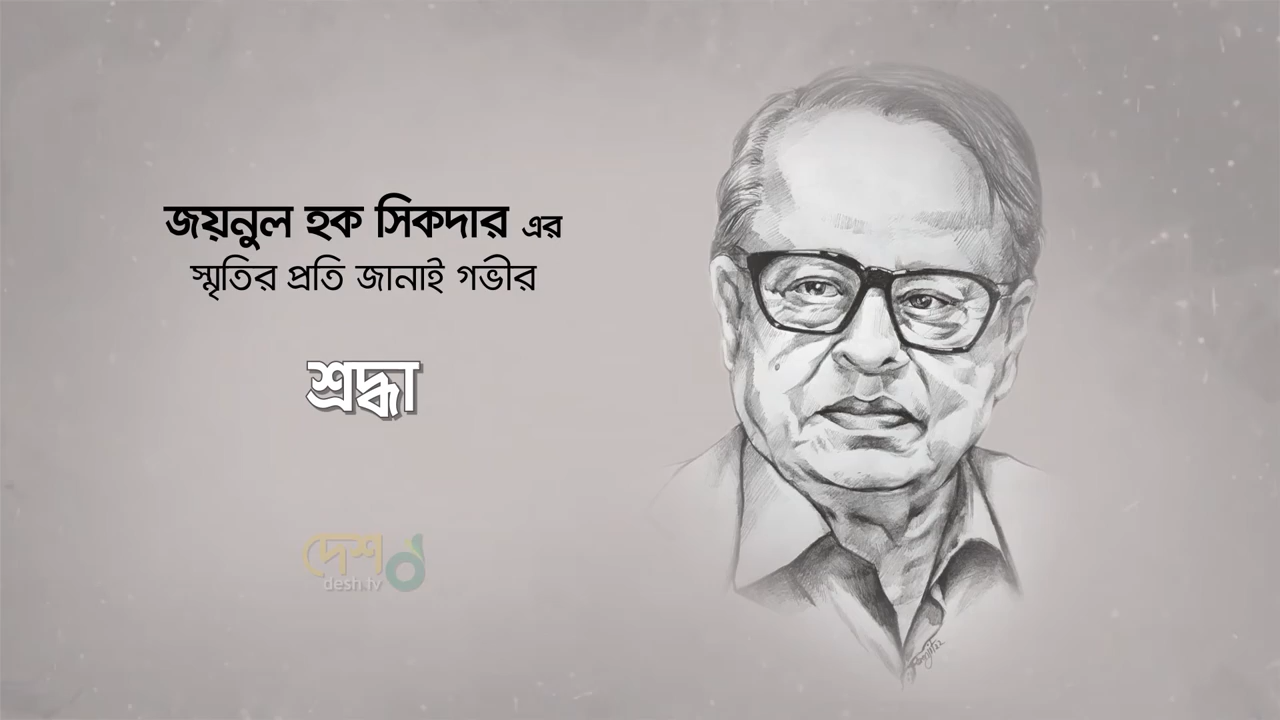 জয়নুল হক সিকদার এর
স্মৃতির প্রতি জানাই গভীর
শ্রদ্ধা
দেশ
desh.tv